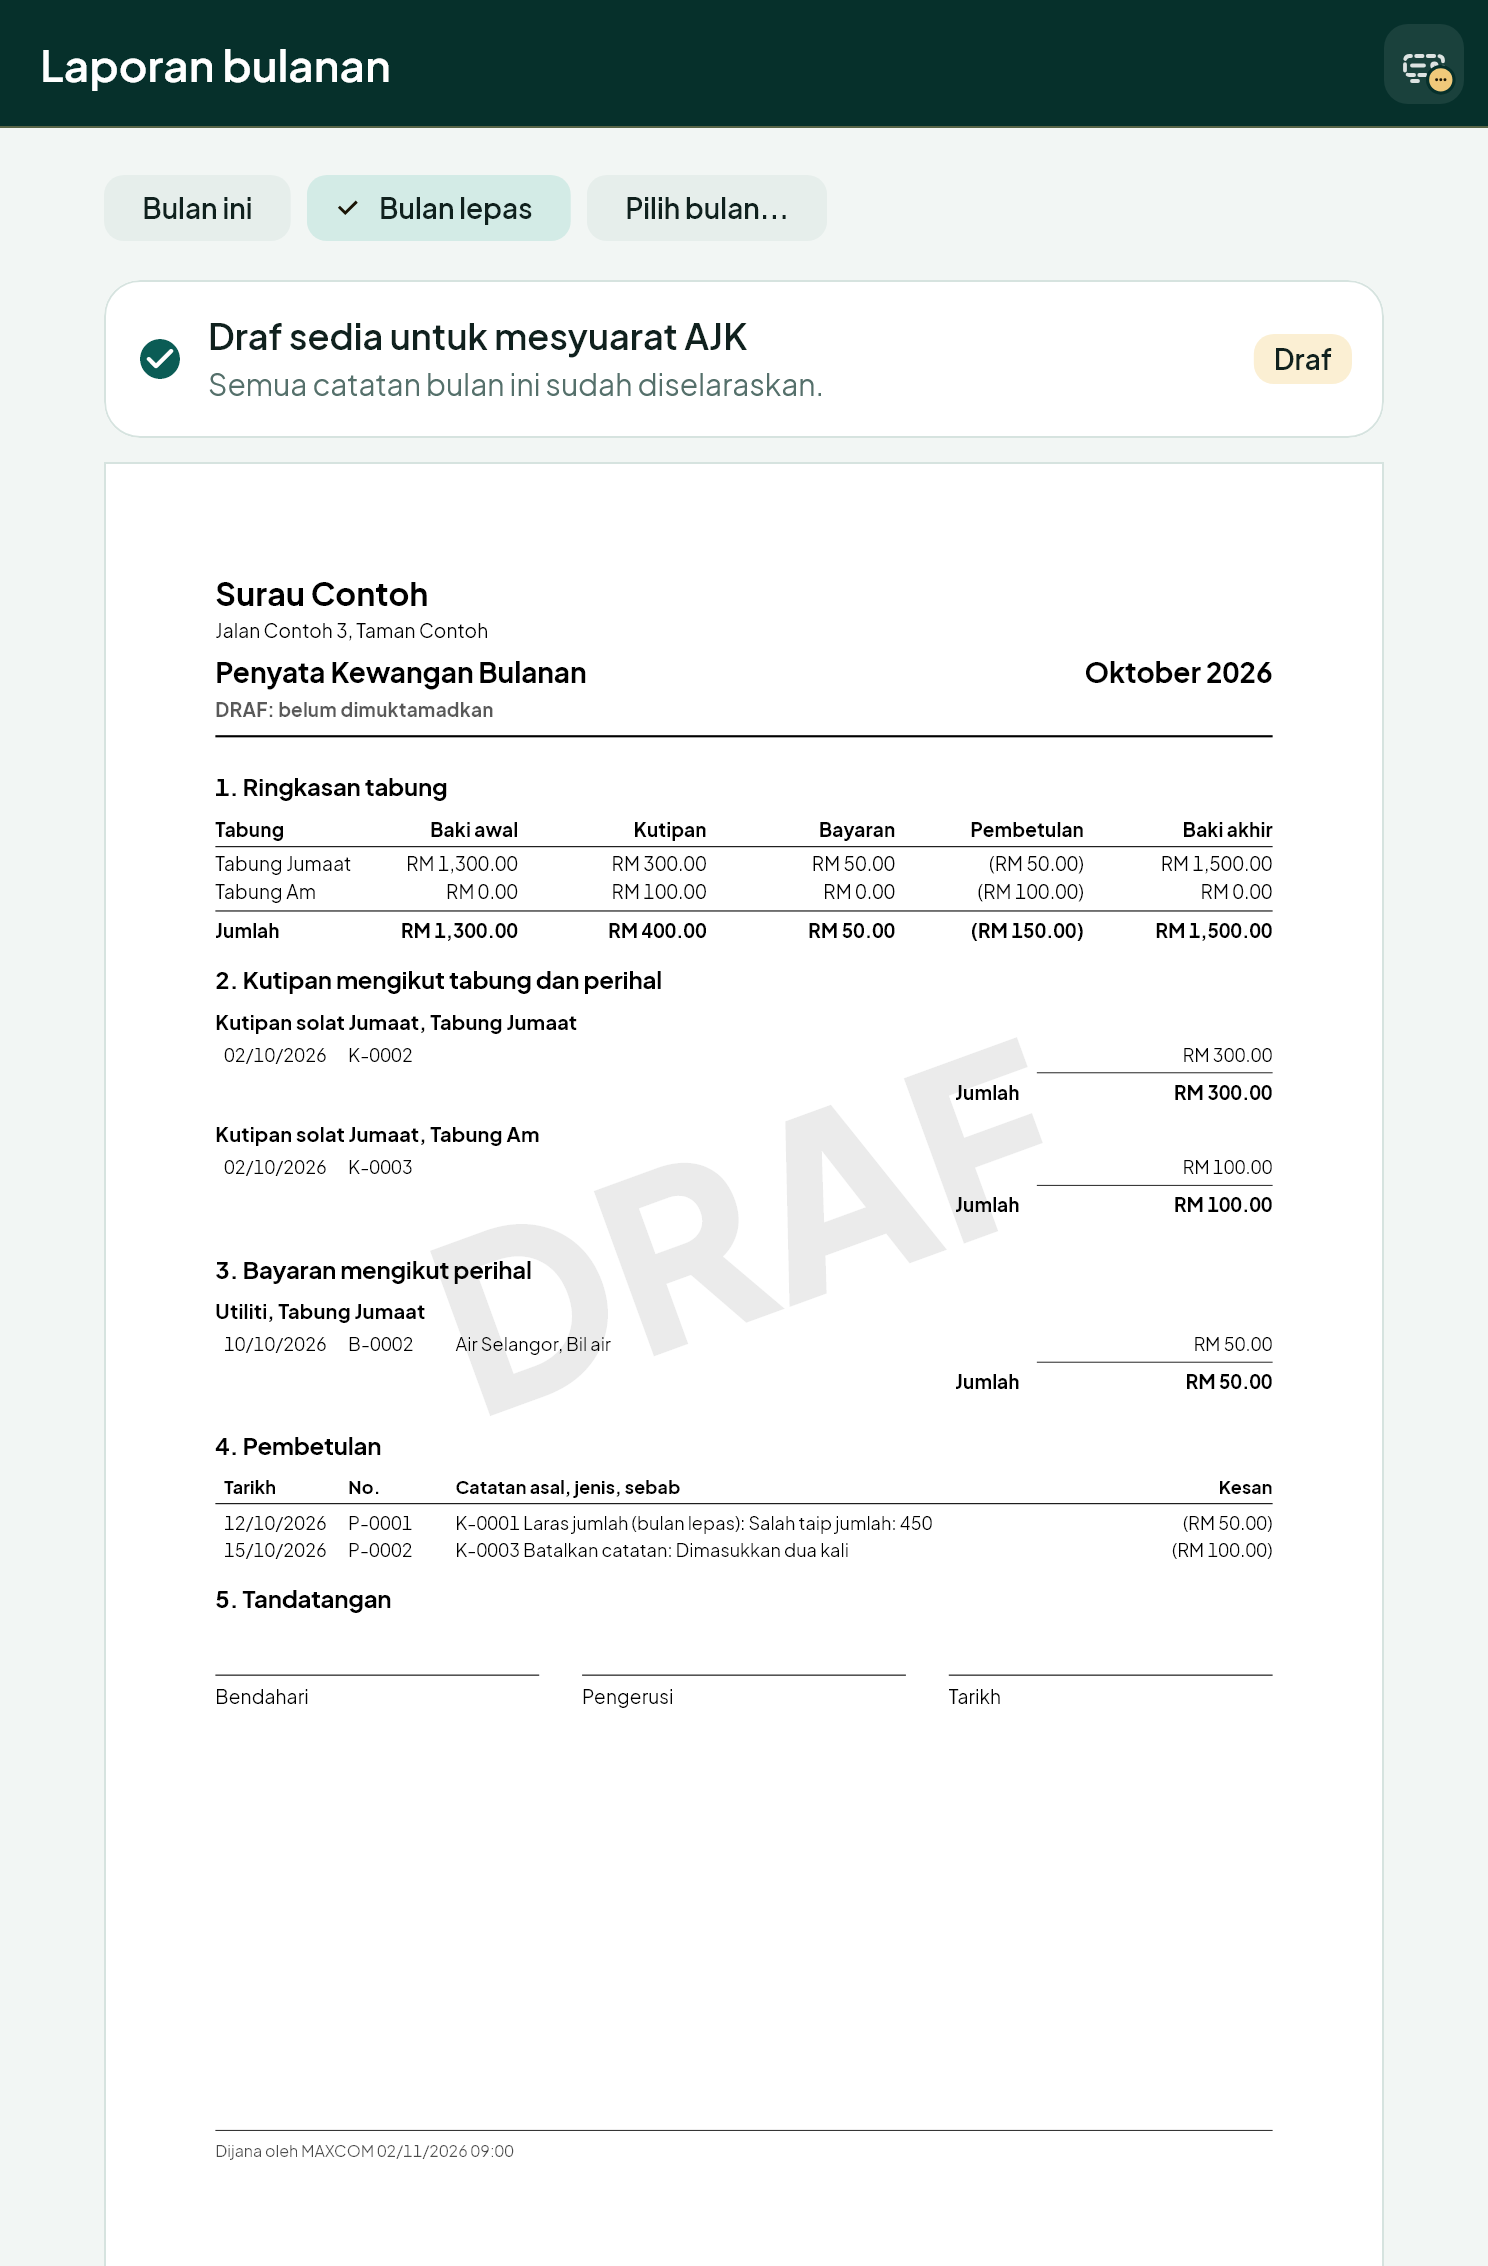 Laporan bulanan
Bulan ini
Bulan lepas
Pilih bulan...
Draf sedia untuk mesyuarat AJK
Semua catatan bulan ini sudah diselaraskan.
Draf
Surau Contoh
Jalan Contoh 3, Taman Contoh
Penyata Kewangan Bulanan Oktober 2026
DRAF: belum dimuktamadkan
1. Ringkasan tabung
Tabung Baki awal Kutipan Bayaran Pembetulan Baki akhir
Tabung Jumaat RM 1,300.00 RM 300.00 RM 50.00 (RM 50.00) RM 1,500.00
Tabung Am RM 0.00 RM 100.00 RM 0.00 (RM 100.00) RM 0.00
Jumlah RM 1,300.00 RM 400.00 RM 50.00 (RM 150.00) RM 1,500.00
2. Kutipan mengikut tabung dan perihal
Kutipan solat Jumaat, Tabung Jumaat
02/10/2026 K-0002 RM 300.00
Jumlah RM 300.00
Kutipan solat Jumaat, Tabung Am
02/10/2026 K-0003 RM 100.00
Jumlah RM 100.00
DRAF
3. Bayaran mengikut perihal
Utiliti, Tabung Jumaat
10/10/2026 B-0002 Air Selangor, Bil air RM 50.00
Jumlah RM 50.00
4. Pembetulan
Tarikh No. Catatan asal, jenis, sebab Kesan
12/10/2026 P-0001 K-0001 Laras jumlah (bulan lepas): Salah taip jumlah: 450 (RM 50.00)
15/10/2026 P-0002 K-0003 Batalkan catatan: Dimasukkan dua kali (RM 100.00)
5. Tandatangan
Bendahari Pengerusi Tarikh
Dijana oleh MAXCOM 02/11/2026 09:00